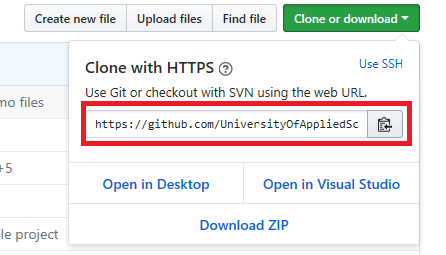 Create new file Upload files Find file Clone or download
Clone with HTTPS Use SSH
mo files
Use Git or checkout with SVN using the web URL.
https://github.com/UniversityOfAppliedSc
+5
Open in Desktop Open in Visual Studio
Download ZIP
le project